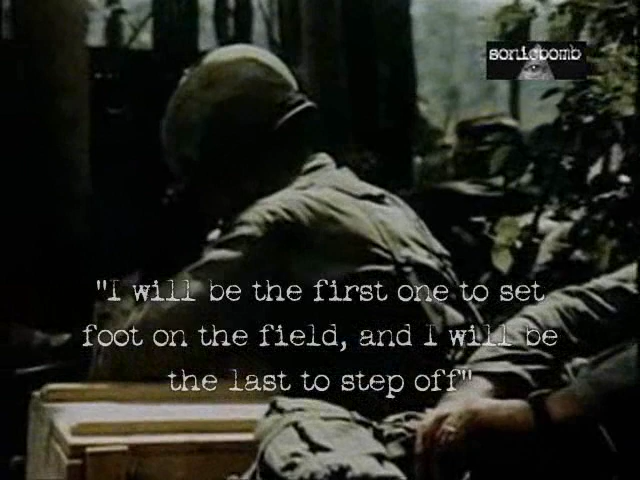 sonicbomb
"I will be the first one to set
foot on the field, and I will be
the last to step off"